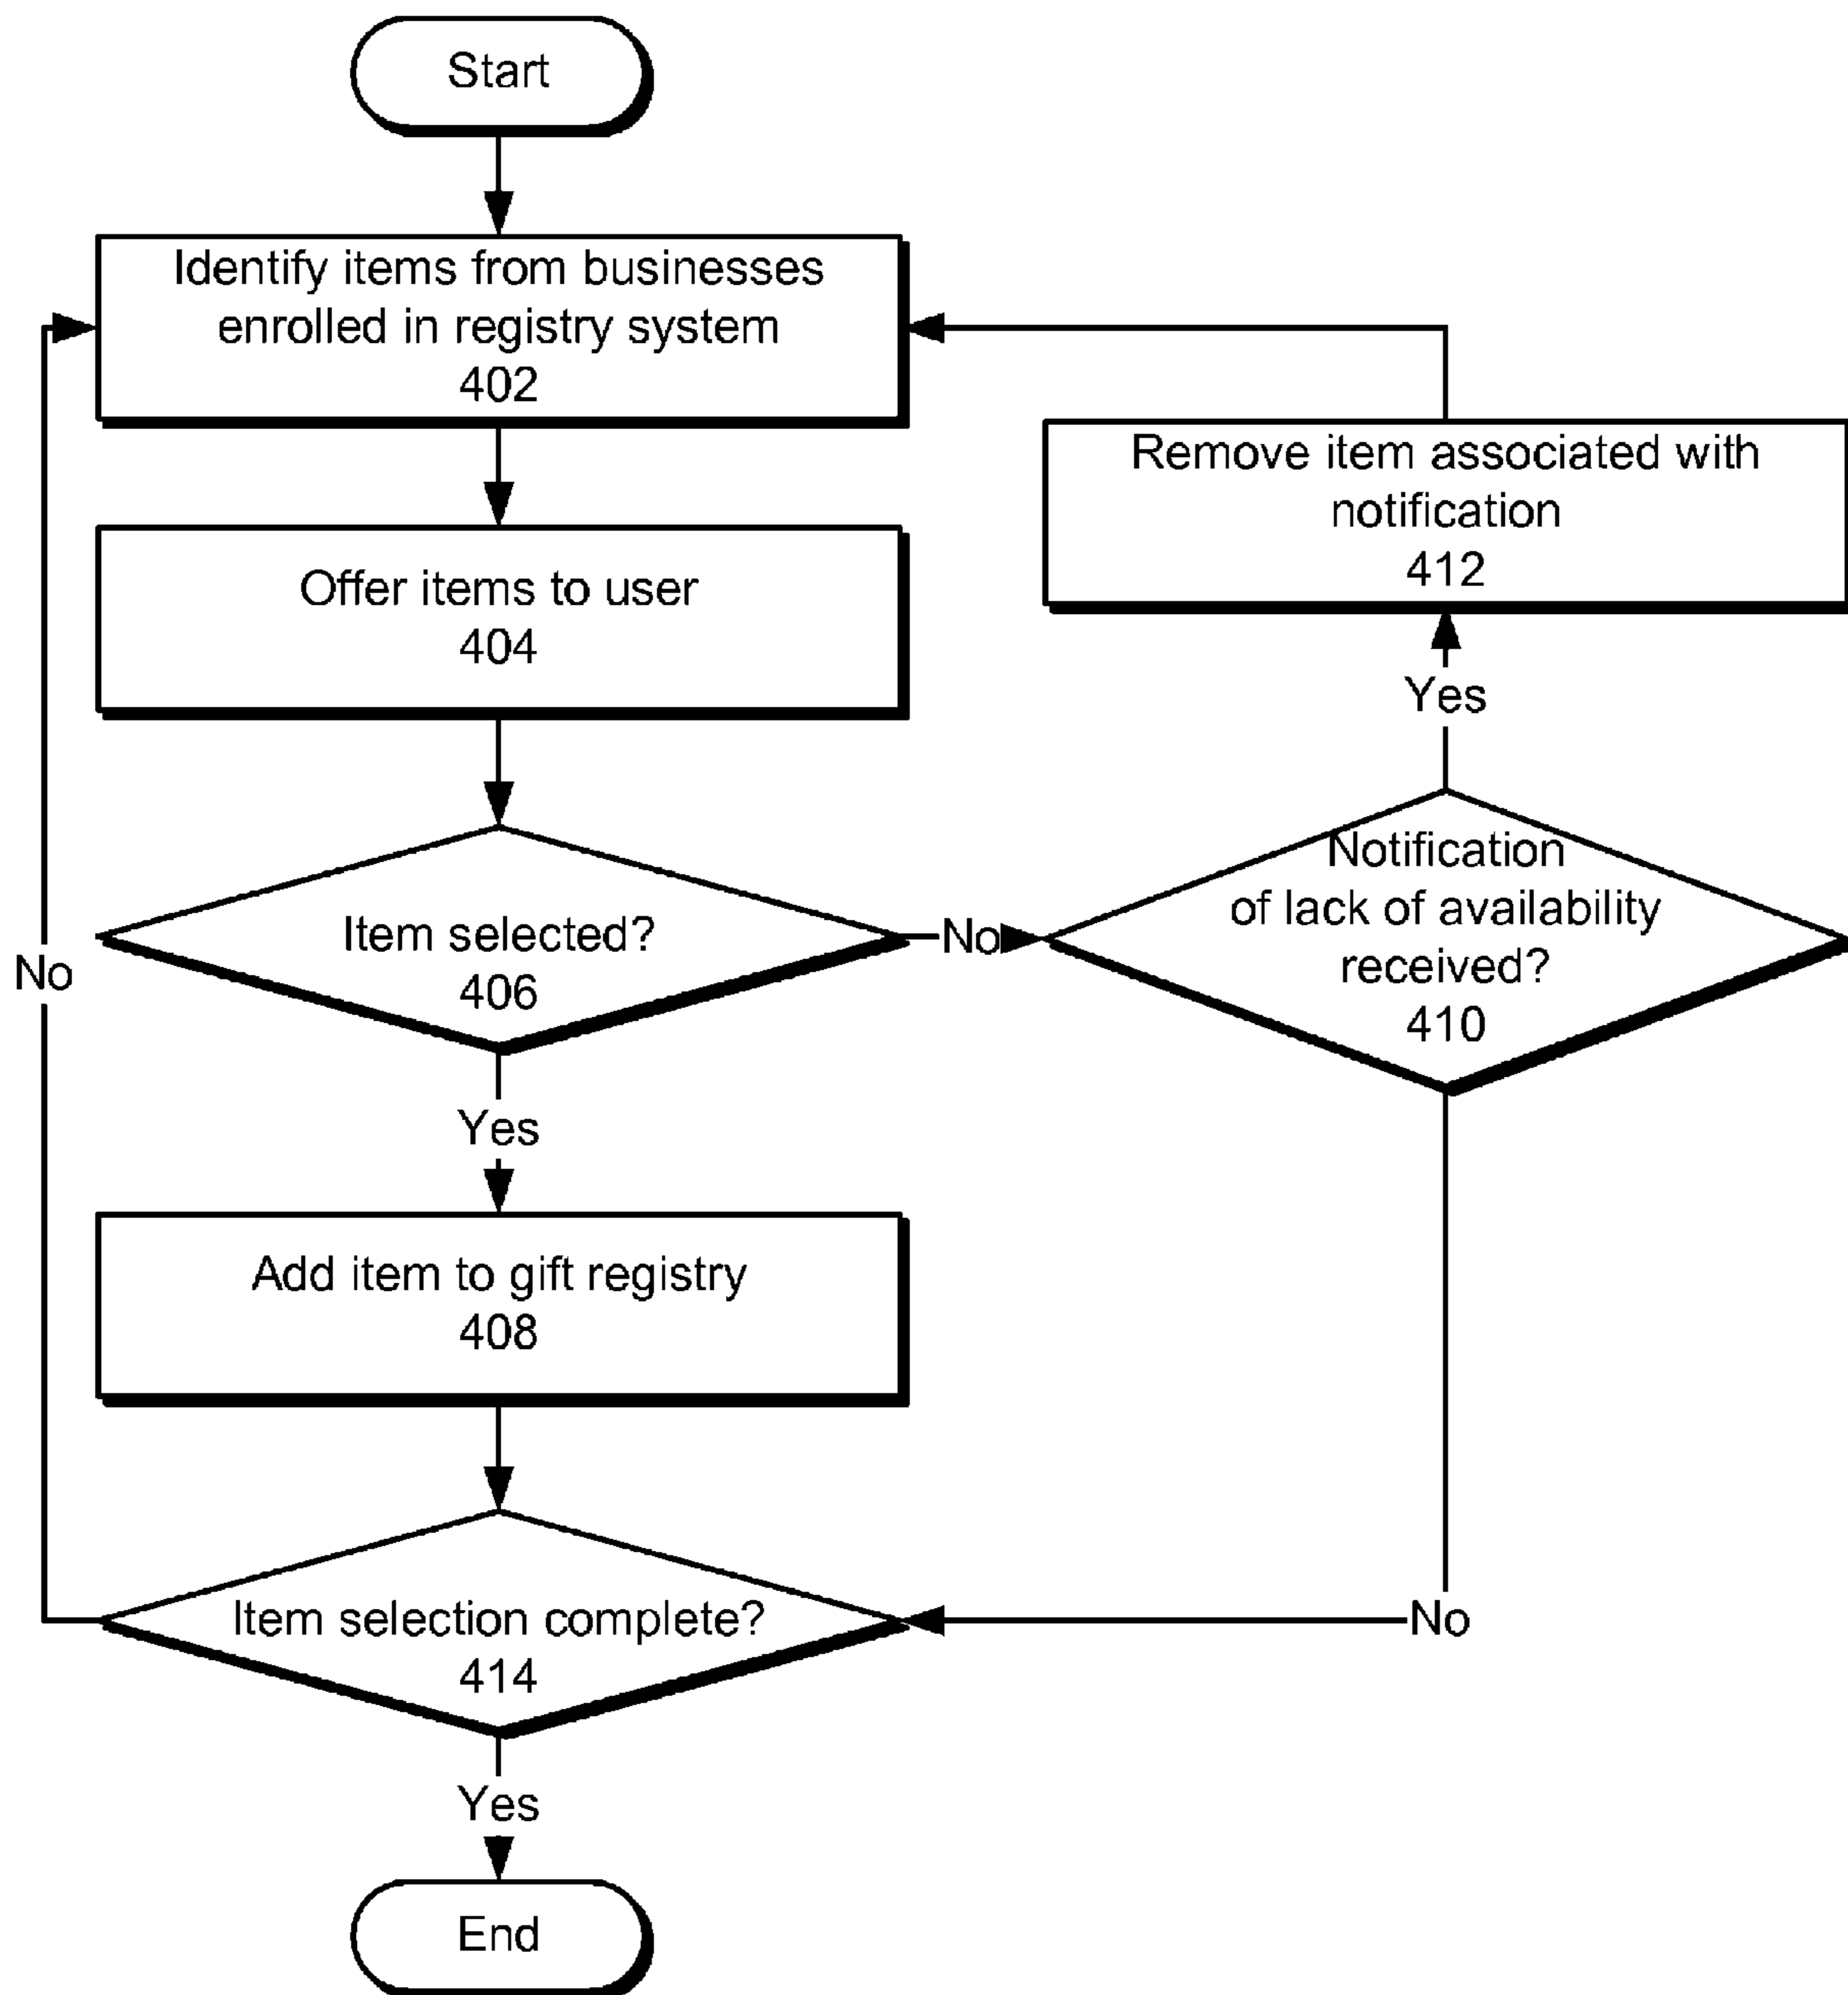 Start
Identify items from businesses
enrolled in registry system
402
Remove item associated with
notification
412
Offer items to user
404
Yes
Notification
of lack of availability
received?
410
Item selected?
406
No
No
Yes
Add item to gift registry
408
Item selection complete?
414
No
Yes
End